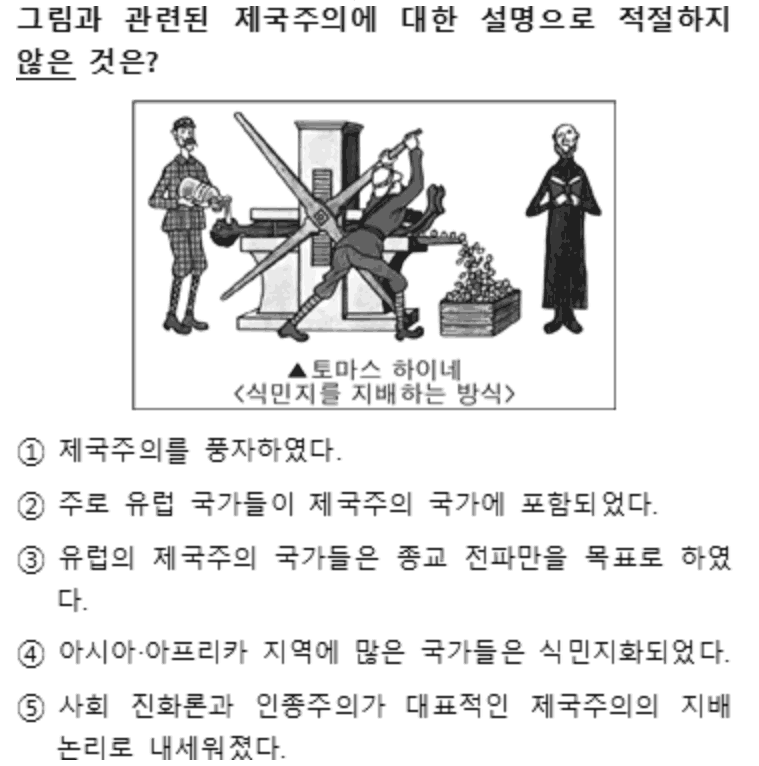 그림과 관련된 제국주의에 대한 설명으로 적절하지
않은 것은?
▲토마스 하이네
<식민지를 지배하는 방식>
① 제국주의를 풍자하였다.
② 주로 유럽 국가들이 제국주의 국가에 포함되었다.
③ 유럽의 제국주의 국가들은 종교 전파만을 목표로 하였
다.
④ 아시아·아프리카 지역에 많은 국가들은 식민지화되었다.
⑤ 사회 진화론과 인종주의가 대표적인 제국주의의 지배
논리로 내세워졌다.